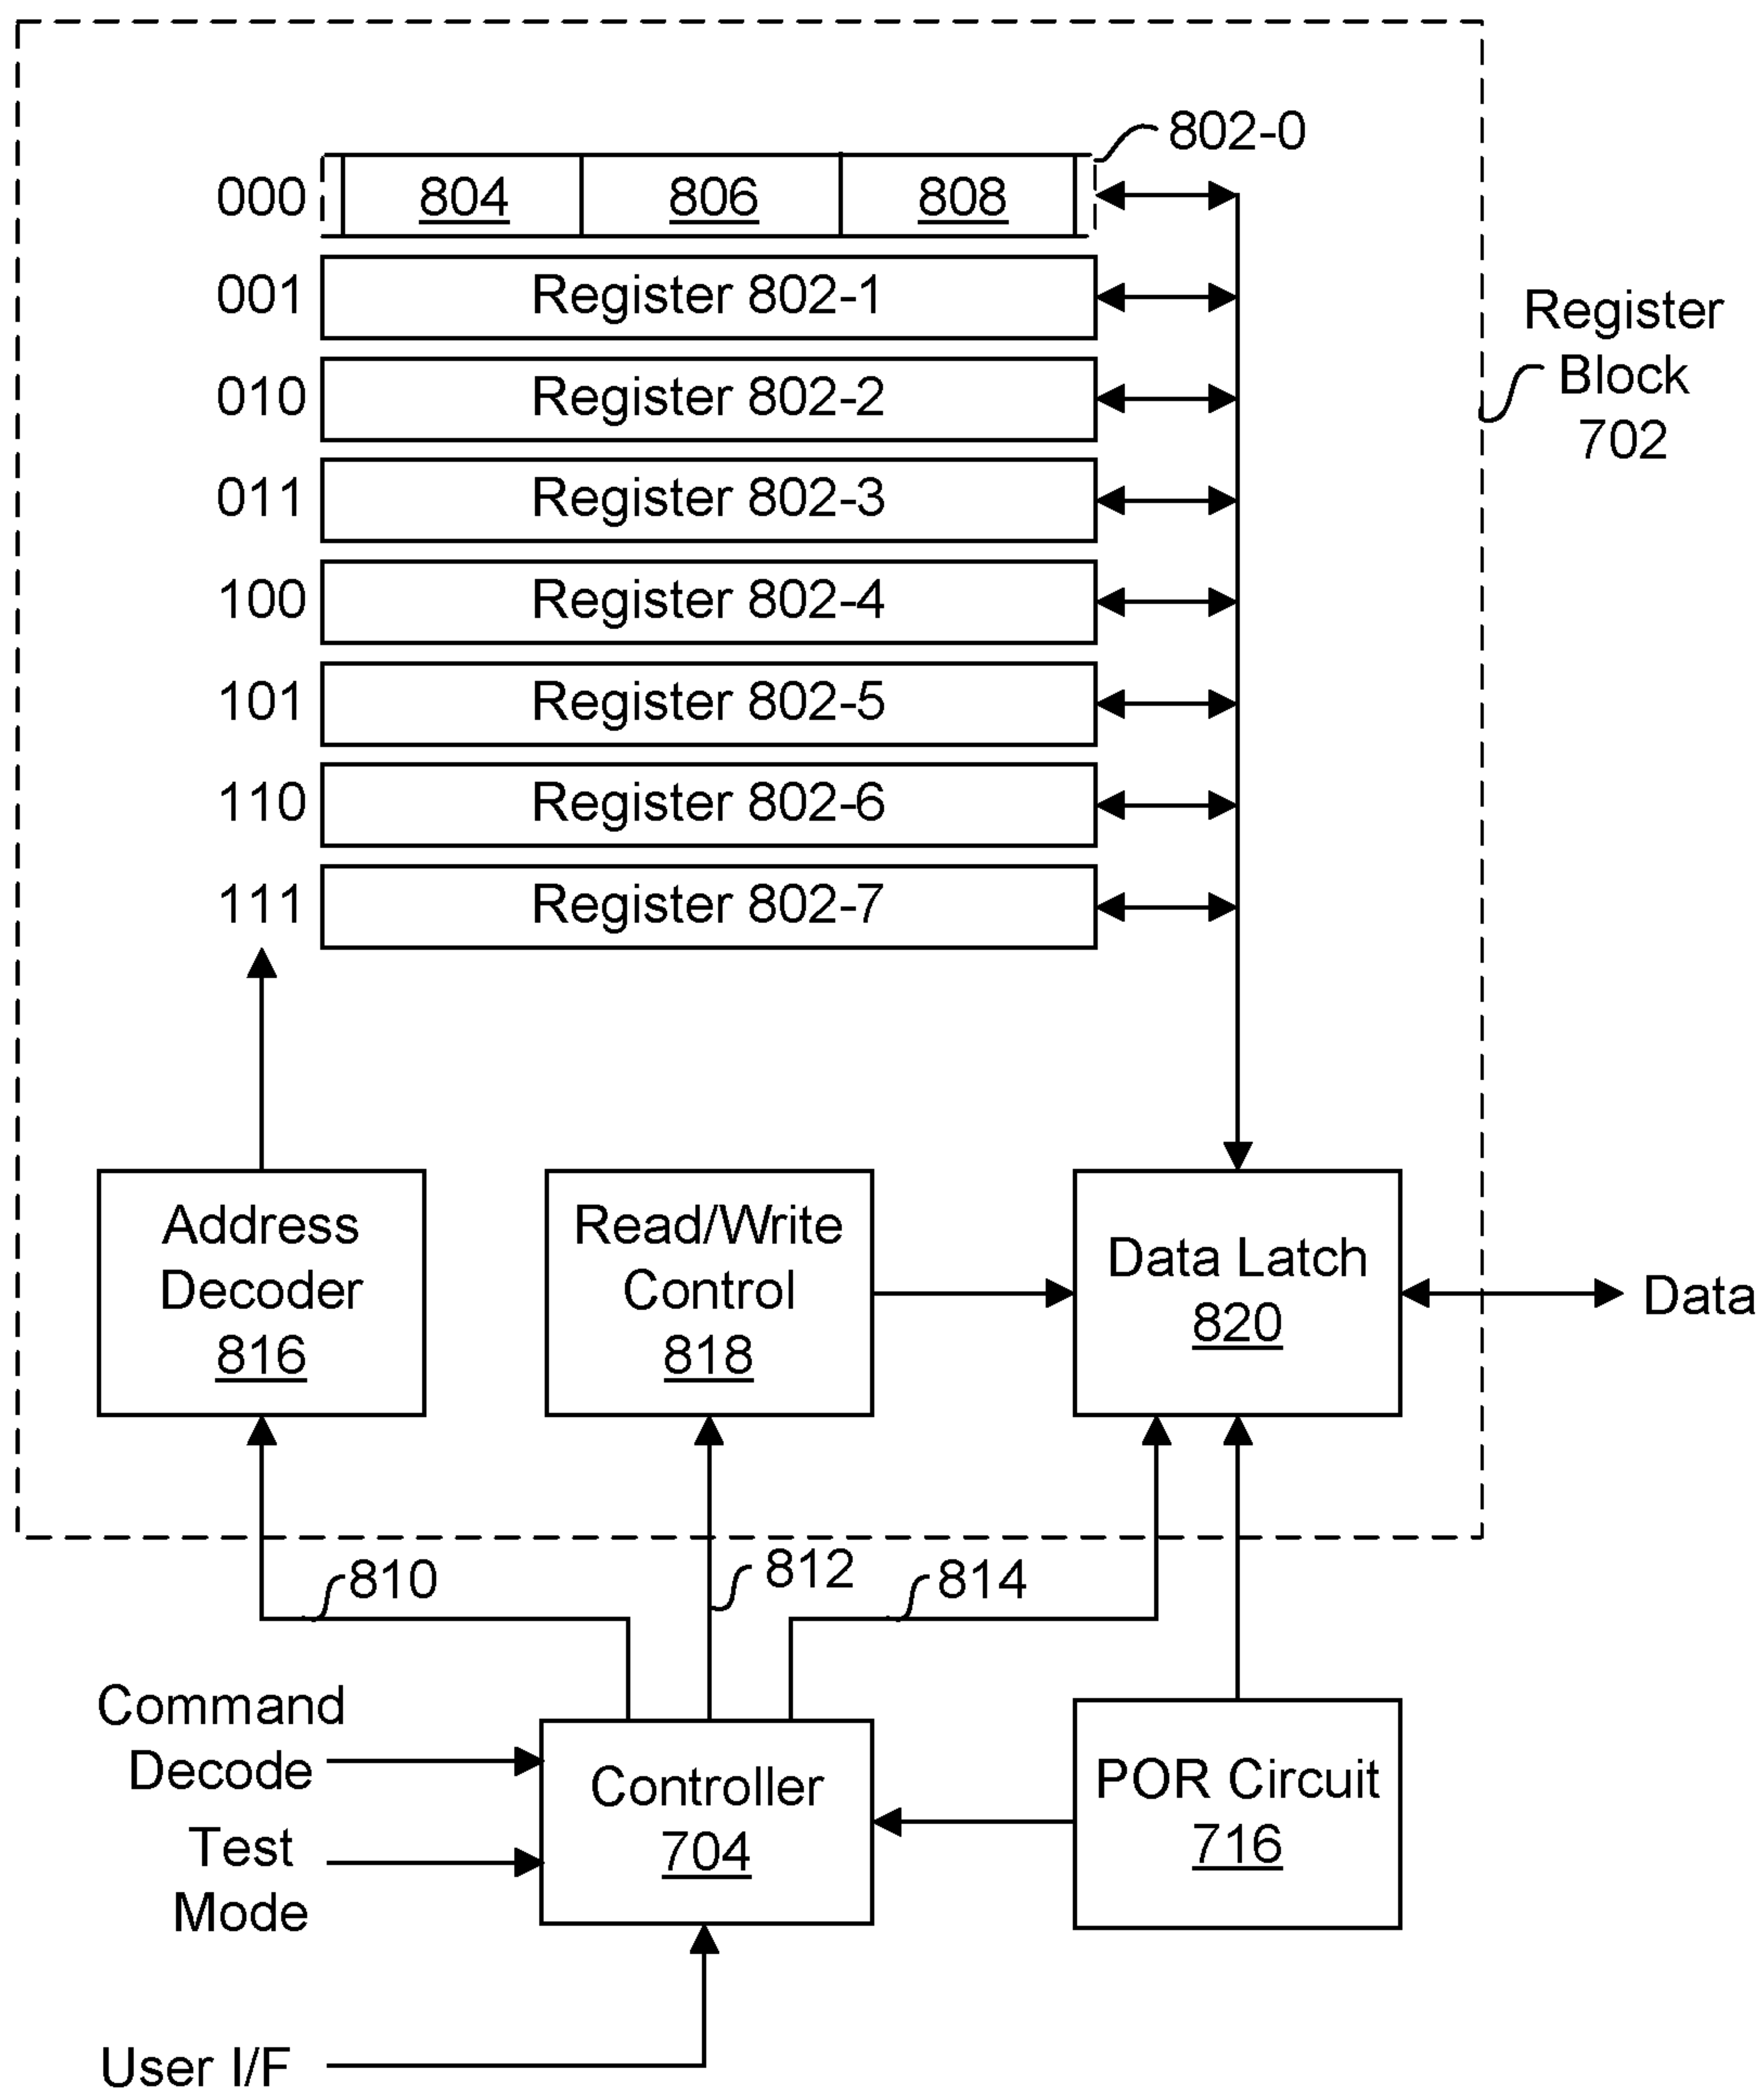 802-0
000 804 806 808
001 Register 802-1
010 Register 802-2
011 Register 802-3
100 Register 802-4
101 Register 802-5
110 Register 802-6
111 Register 802-7
Register
Block
702
Address
Decoder
816
Read/Write
Control
818
Data Latch
820
Data
810
812
814
Command
Decode
Test
Mode
Controller
704
POR Circuit
716
User I/F